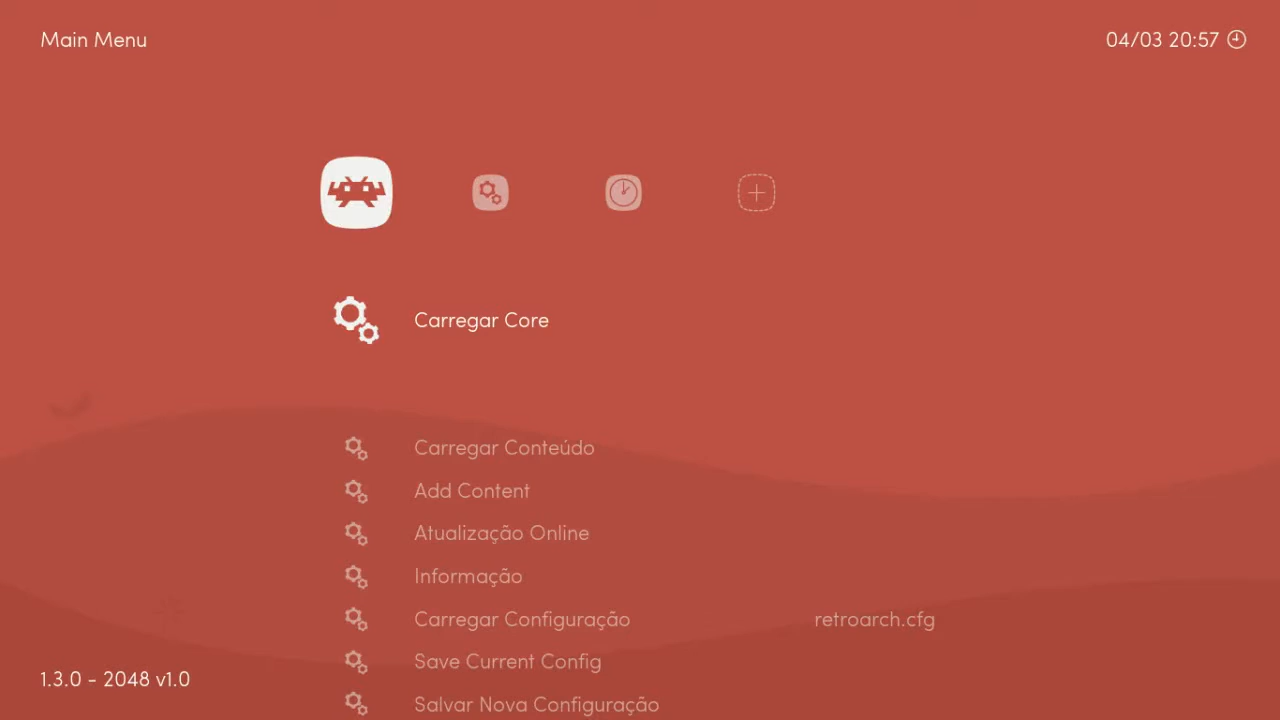 Main Menu
04/03 20:57
Carregar Core
Carregar Conteúdo
Add Content
Atualização Online
Informação
Carregar Configuração retroarch.cfg
Save Current Config
1.3.0 - 2048 v1.0
Salvar Nova Configuração